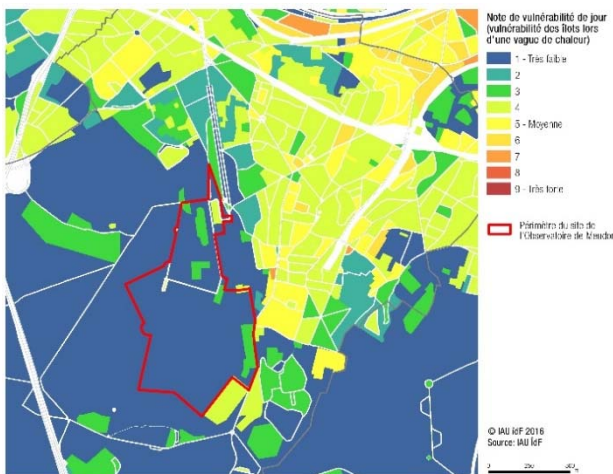 Note de vulnérabilité de jour
(vulnérabilité des îlots lors
d'une vague de chaleur)
1 - Très faible
2
3
4
5 - Moyenne
6
7
8
9 - Très forte
Périmètre du site de
l'Observatoire de Meudon
© IAU îdF 2016
Source: IAU îdF
0